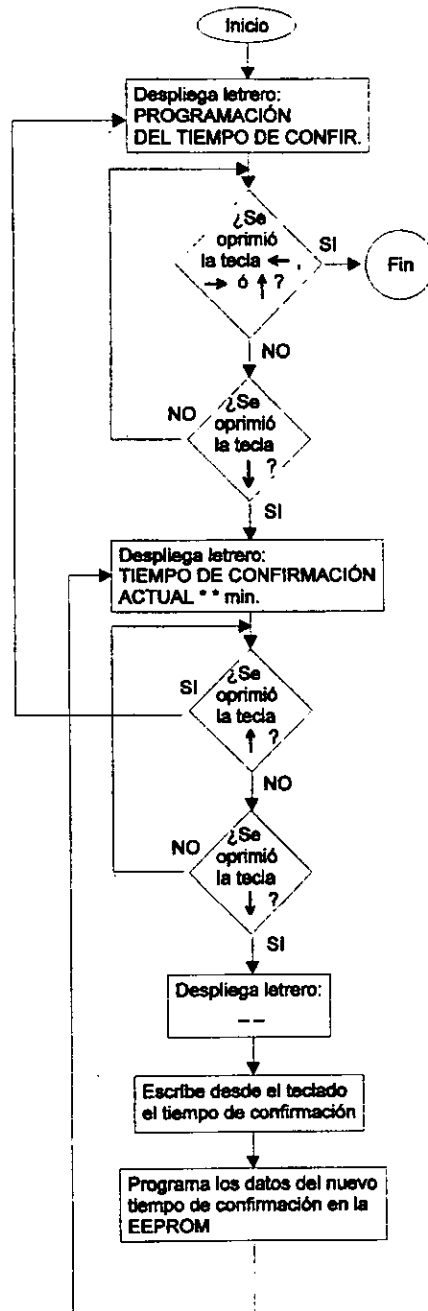 Inicio
Despliega letrero:
PROGRAMACIÓN
DEL TIEMPO DE CONFIR.
¿Se
oprimió
la tecla ← ,
→ ó ↑ ?
SI
Fin
NO
¿Se
oprimió
la tecla
↓ ?
NO
SI
Despliega letrero:
TIEMPO DE CONFIRMACIÓN
ACTUAL * * min.
¿Se
oprimió
la tecla
↑ ?
SI
NO
¿Se
oprimió
la tecla
↓ ?
NO
SI
Despliega letrero:
_ _
Escribe desde el teclado
el tiempo de confirmación
Programa los datos del nuevo
tiempo de confirmación en la
EEPROM